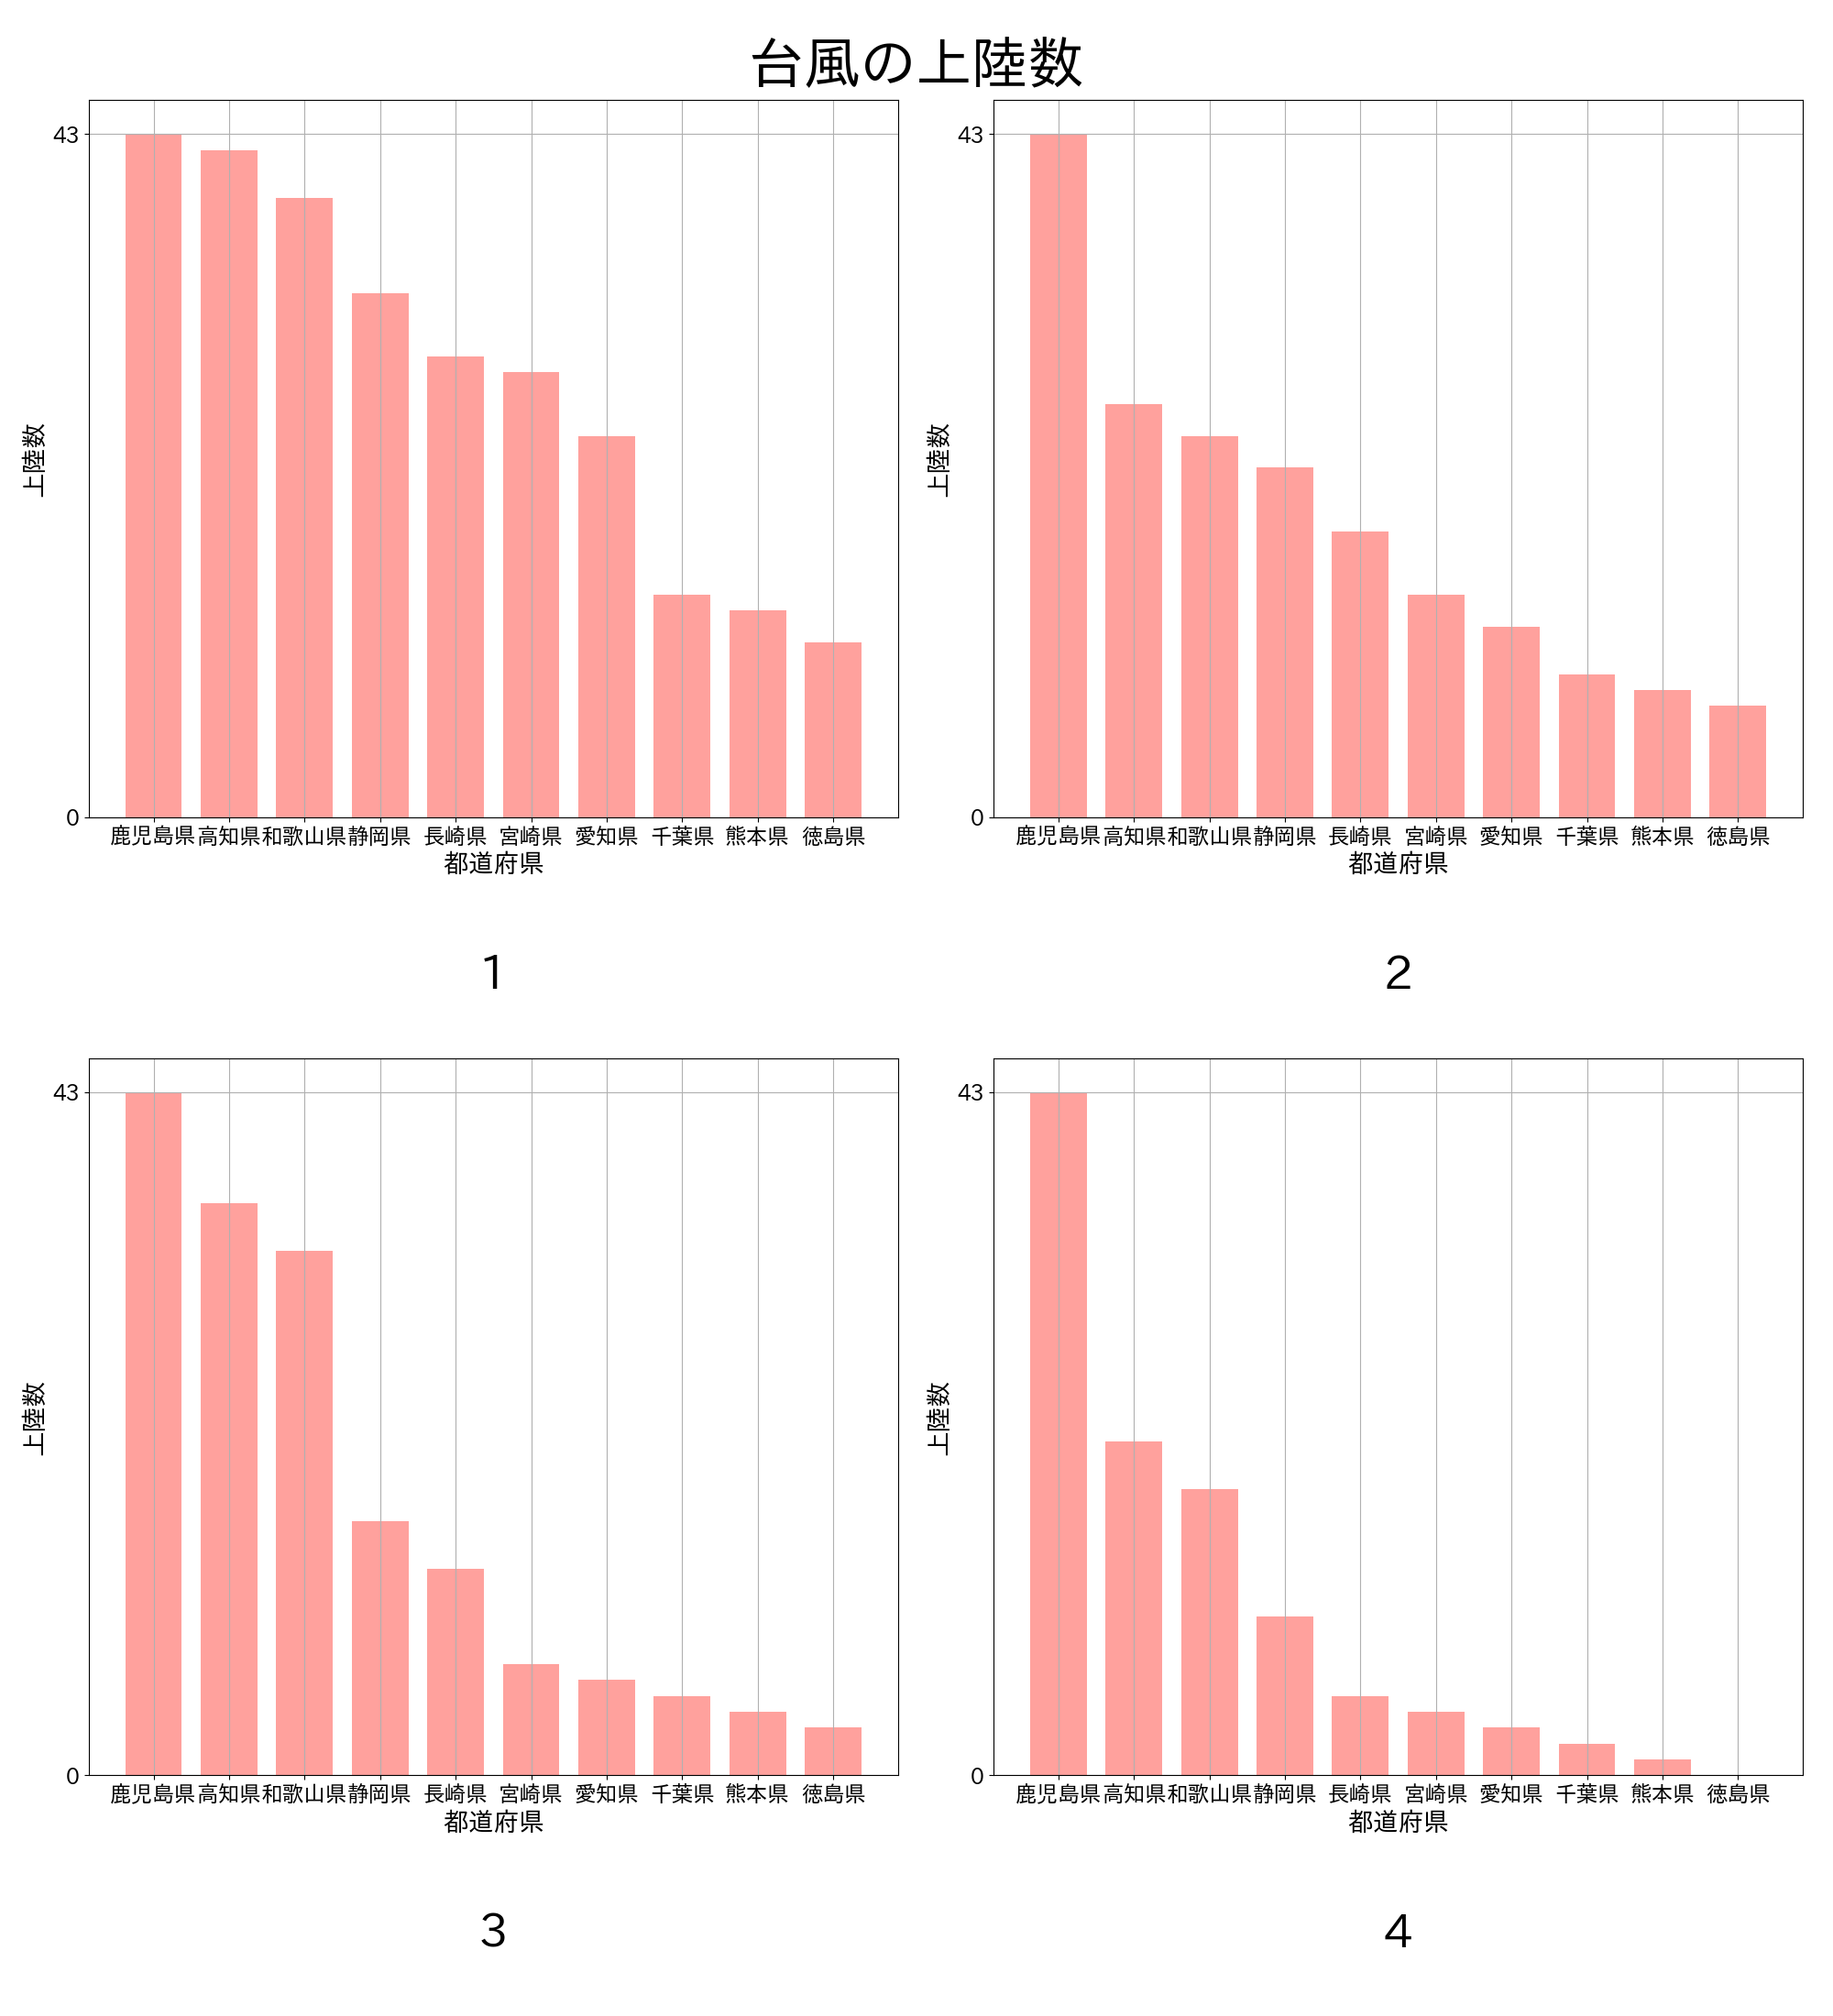 台風の上陸数
43
0
上陸数
鹿児島県 高知県 和歌山県 静岡県 長崎県 宮崎県 愛知県 千葉県 熊本県 徳島県
都道府県
1
43
0
上陸数
鹿児島県 高知県 和歌山県 静岡県 長崎県 宮崎県 愛知県 千葉県 熊本県 徳島県
都道府県
2
43
0
上陸数
鹿児島県 高知県 和歌山県 静岡県 長崎県 宮崎県 愛知県 千葉県 熊本県 徳島県
都道府県
3
43
0
上陸数
鹿児島県 高知県 和歌山県 静岡県 長崎県 宮崎県 愛知県 千葉県 熊本県 徳島県
都道府県
4